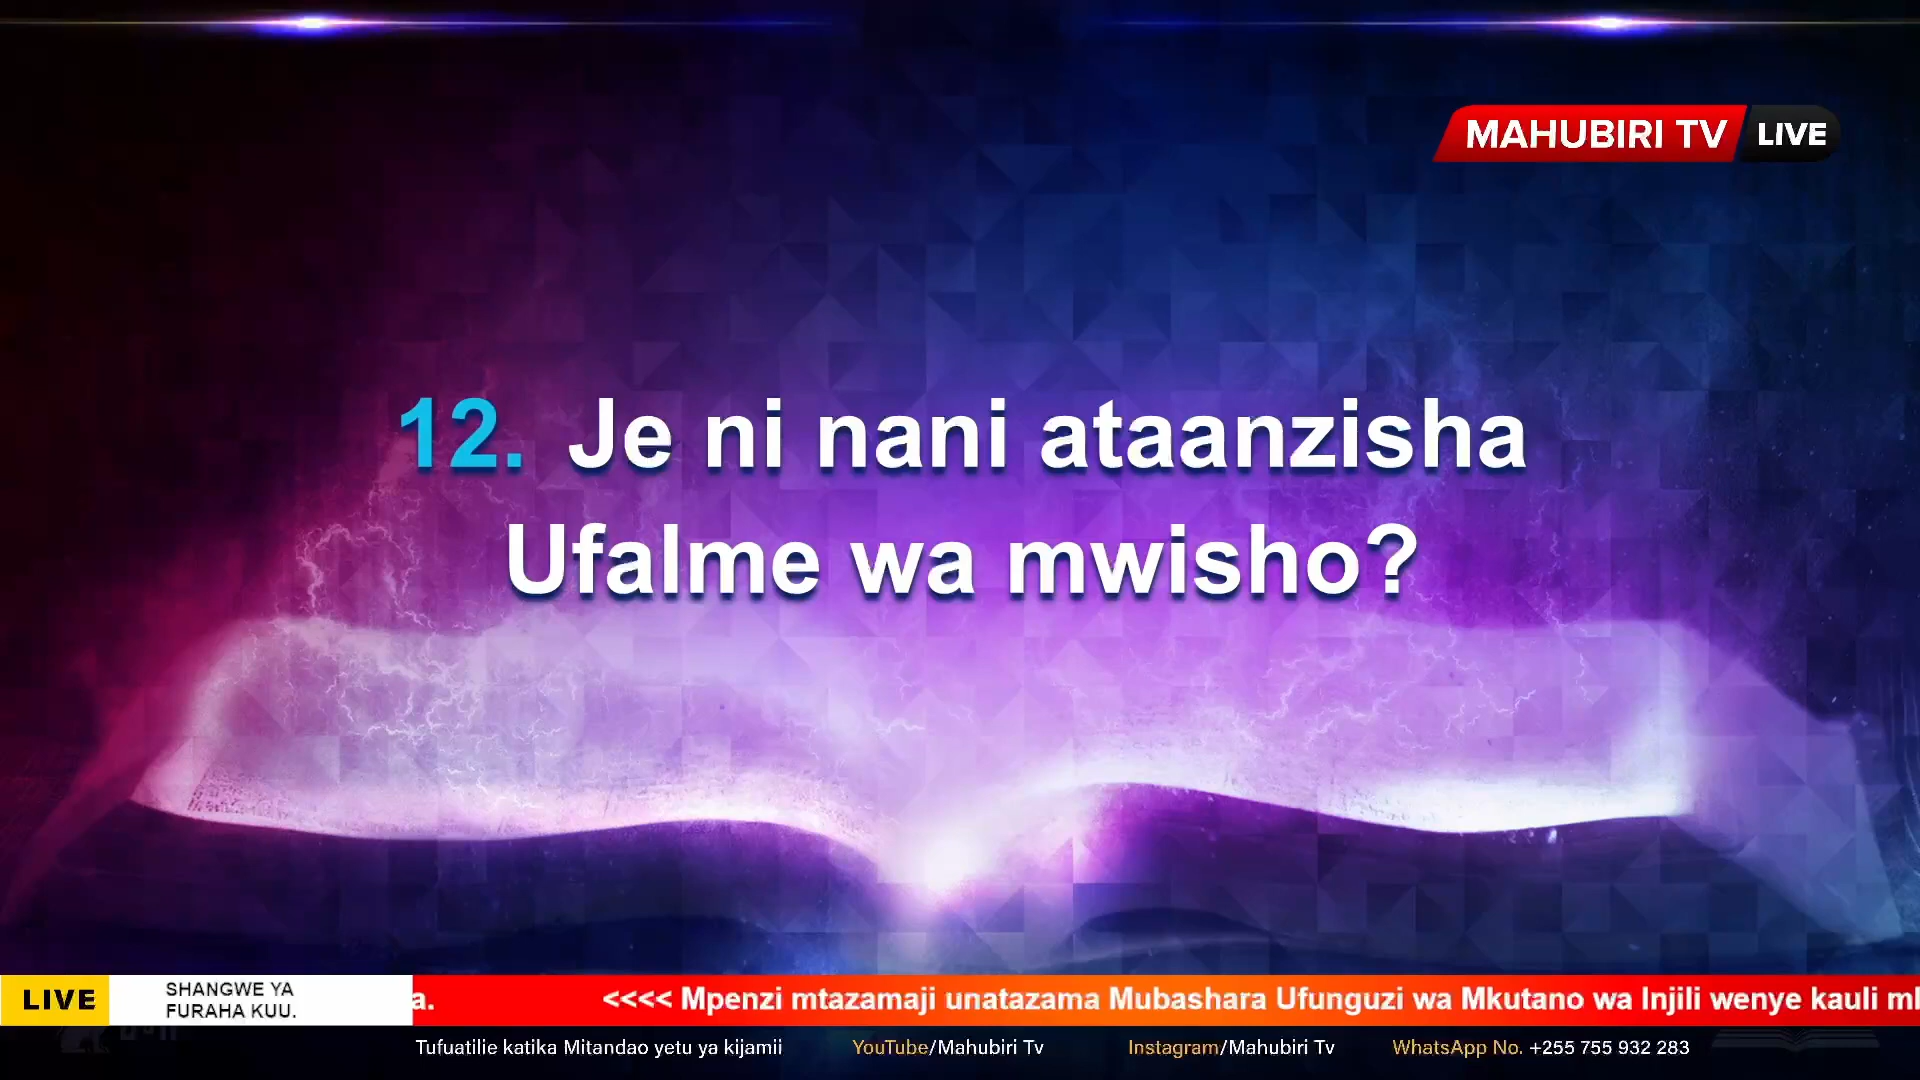 MAHUBIRI TV LIVE
12. Je ni nani ataanzisha
Ufalme wa mwisho?
LIVE
SHANGWE YA
FURAHA KUU.
a. <<<< Mpenzi mtazamaji unatazama Mubashara Ufunguzi wa Mkutano wa Injili wenye kauli
Tufuatilie katika Mitandao yetu ya kijamii YouTube/Mahubiri Tv Instagram/Mahubiri Tv WhatsApp No. +255 755 932 283